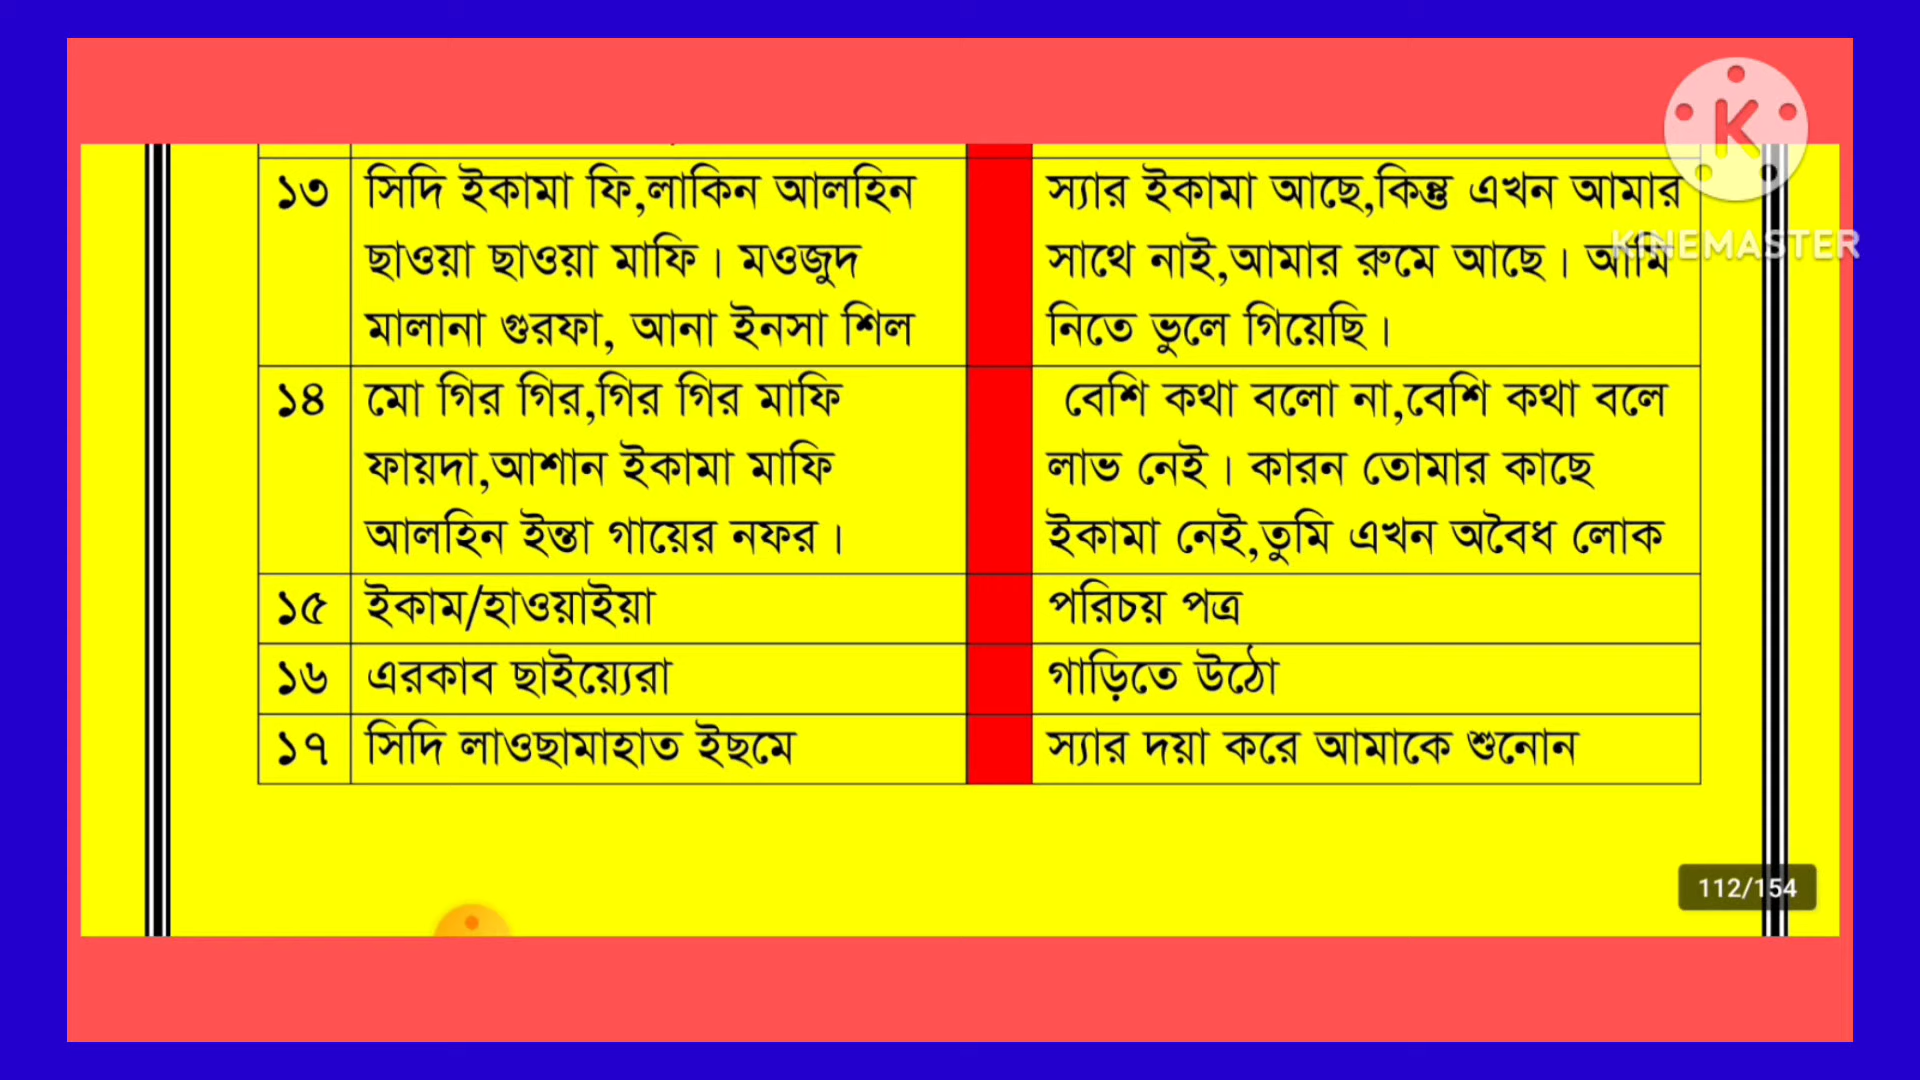 KINEMASTER
১৩ সিদি ইকামা ফি,লাকিন আলহিন
ছাওয়া ছাওয়া মাফি। মওজুদ
মালানা গুরফা, আনা ইনসা শিল
স্যার ইকামা আছে,কিন্তু এখন আমার
সাথে নাই,আমার রুমে আছে। আমি
নিতে ভুলে গিয়েছি।
১৪ মো গির গির,গির গির মাফি
ফায়দা,আশান ইকামা মাফি
আলহিন ইন্তা গায়ের নফর।
বেশি কথা বলো না,বেশি কথা বলে
লাভ নেই। কারন তোমার কাছে
ইকামা নেই,তুমি এখন অবৈধ লোক
১৫ ইকাম/হাওয়াইয়া
পরিচয় পত্র
১৬ এরকাব ছাইয়্যেরা
গাড়িতে উঠো
১৭ সিদি লাওছামাহাত ইছমে
স্যার দয়া করে আমাকে শুনোন
112/154